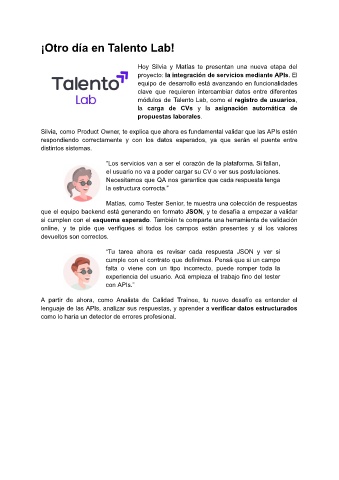 ¡Otro día en Talento Lab!
Hoy Silvia y Matías te presentan una nueva etapa del
proyecto: la integración de servicios mediante APIs. El
equipo de desarrollo está avanzando en funcionalidades
clave que requieren intercambiar datos entre diferentes
módulos de Talento Lab, como el registro de usuarios,
la carga de CVs y la asignación automática de
propuestas laborales.
Talento
Lab
Silvia, como Product Owner, te explica que ahora es fundamental validar que las APIs estén
respondiendo correctamente y con los datos esperados, ya que serán el puente entre
distintos sistemas.
“Los servicios van a ser el corazón de la plataforma. Si fallan,
el usuario no va a poder cargar su CV o ver sus postulaciones.
Necesitamos que QA nos garantice que cada respuesta tenga
la estructura correcta.”
Matías, como Tester Senior, te muestra una colección de respuestas
que el equipo backend está generando en formato JSON, y te desafía a empezar a validar
si cumplen con el esquema esperado. También te comparte una herramienta de validación
online, y te pide que verifiques si todos los campos están presentes y si los valores
devueltos son correctos.
“Tu tarea ahora es revisar cada respuesta JSON y ver si
cumple con el contrato que definimos. Pensá que si un campo
falta o viene con un tipo incorrecto, puede romper toda la
experiencia del usuario. Acá empieza el trabajo fino del tester
con APIs.”
A partir de ahora, como Analista de Calidad Trainee, tu nuevo desafío es entender el
lenguaje de las APIs, analizar sus respuestas, y aprender a verificar datos estructurados
como lo haría un detector de errores profesional.